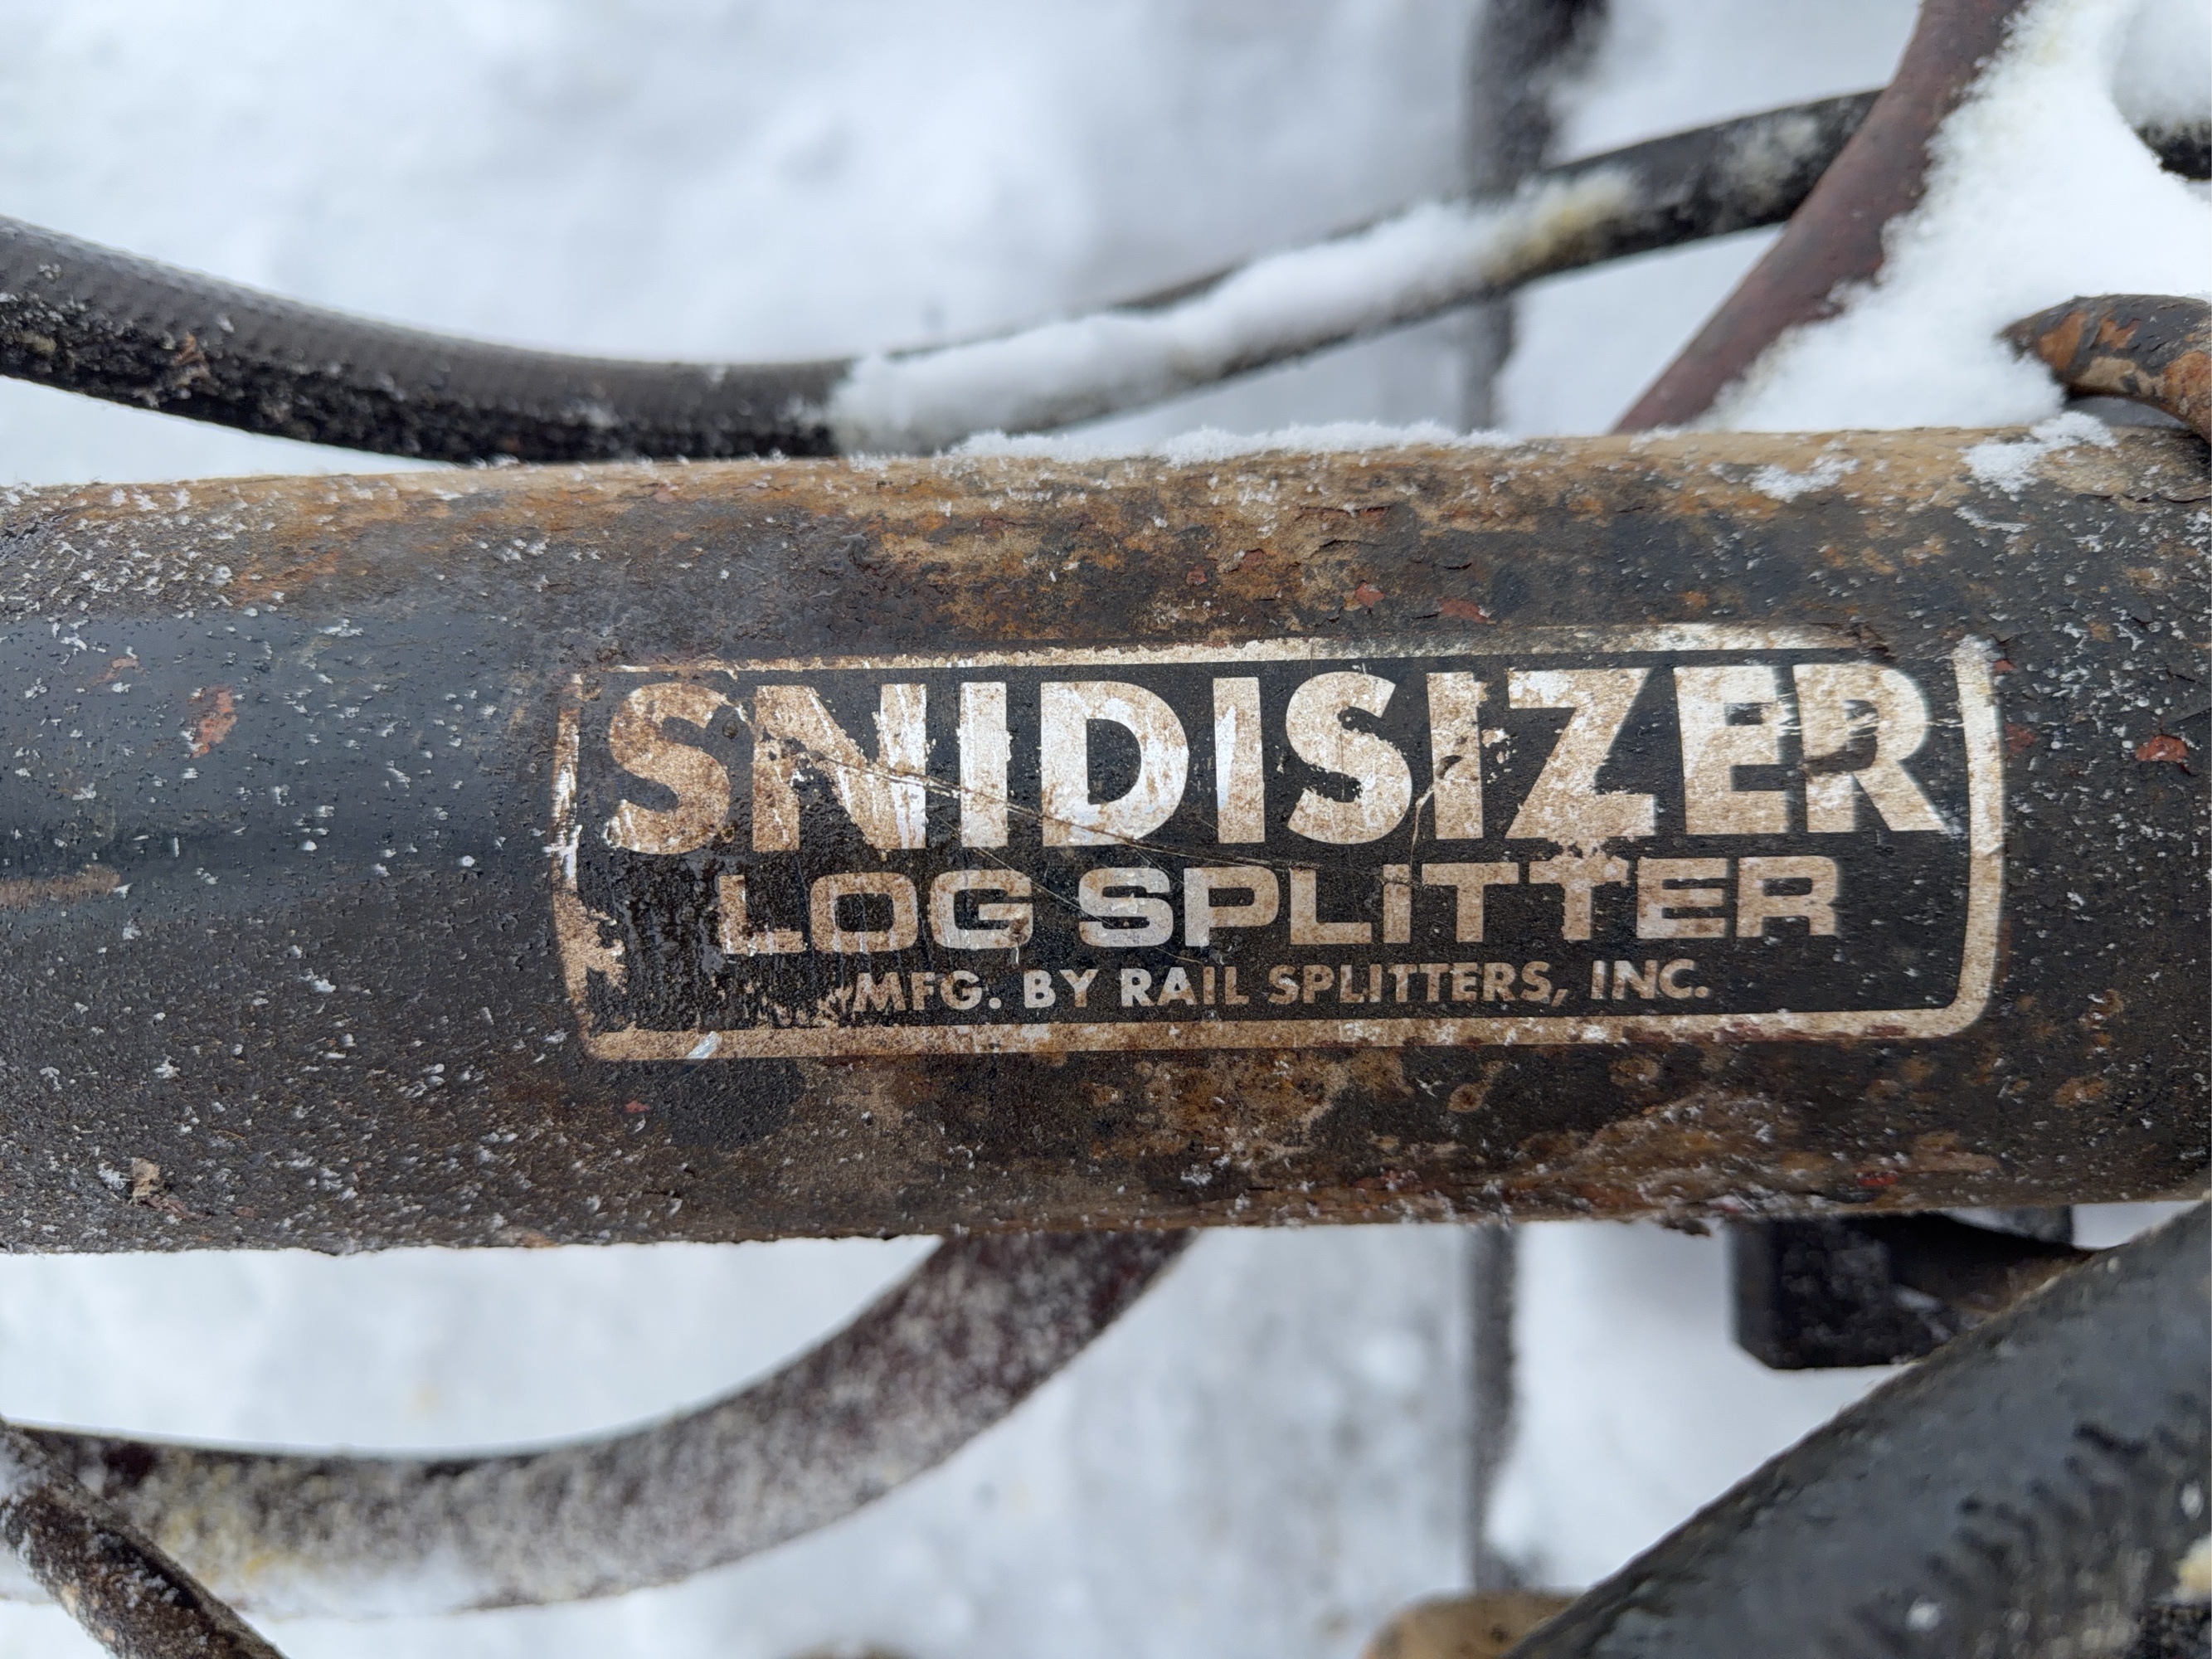 SNIDISIZER
LOG SPLITTER
MFG. BY RAIL SPLITTERS, INC.